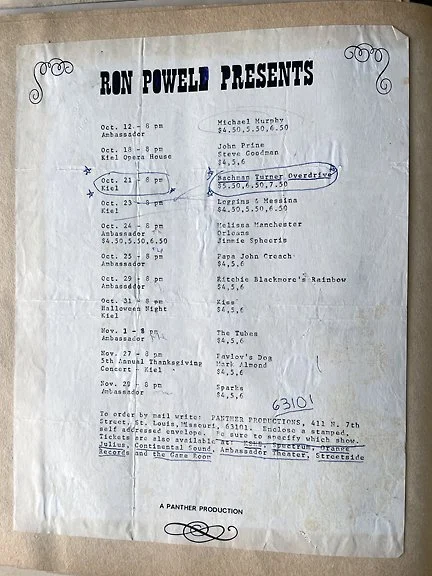 RON POWELL PRESENTS
Oct. 12 - 8 pm Michael Murphy
Ambassador $4.50,5.50,6.50
Oct. 18 - 8 pm John Prine
Kiel Opera House Steve Goodman
$4,5,6
Oct. 21 - 8 pm Bachman Turner Overdrive
Kiel $5.50,6.50,7.50
Oct. 23 - 8 pm Loggins & Messina
Kiel $4.50,5.50,6.50
Oct. 24 - 8 pm Melissa Manchester
Ambassador Orleans
$4.50,5.50,6.50 Jimmie Spheeris
Oct. 25 - 8 pm Papa John Creach
Ambassador $4,5,6
Oct. 29 - 8 pm Ritchie Blackmore's Rainbow
Ambassador $4,5,6
Oct. 31 - 8 pm Kiss
Halloween Night $4,5,6
Kiel
Nov. 1 - 8 pm The Tubes
Ambassador $4,5,6
Nov. 27 - 8 pm Pavlov's Dog
5th Annual Thanksgiving Mark Almond
Concert - Kiel $4,5,6
Nov. 29 - 8 pm Sparks
Ambassador $4,5,6
63101
To order by mail write: PANTHER PRODUCTIONS, 411 N. 7th
Street, St. Louis, Missouri, 63101. Enclose a stamped,
self addressed envelope. Be sure to specify which show.
Tickets are also available at: Spectrum, Orange
Julius, Continental Sound, Ambassador Theater, Streetside
Records and the Game Room
A PANTHER PRODUCTION